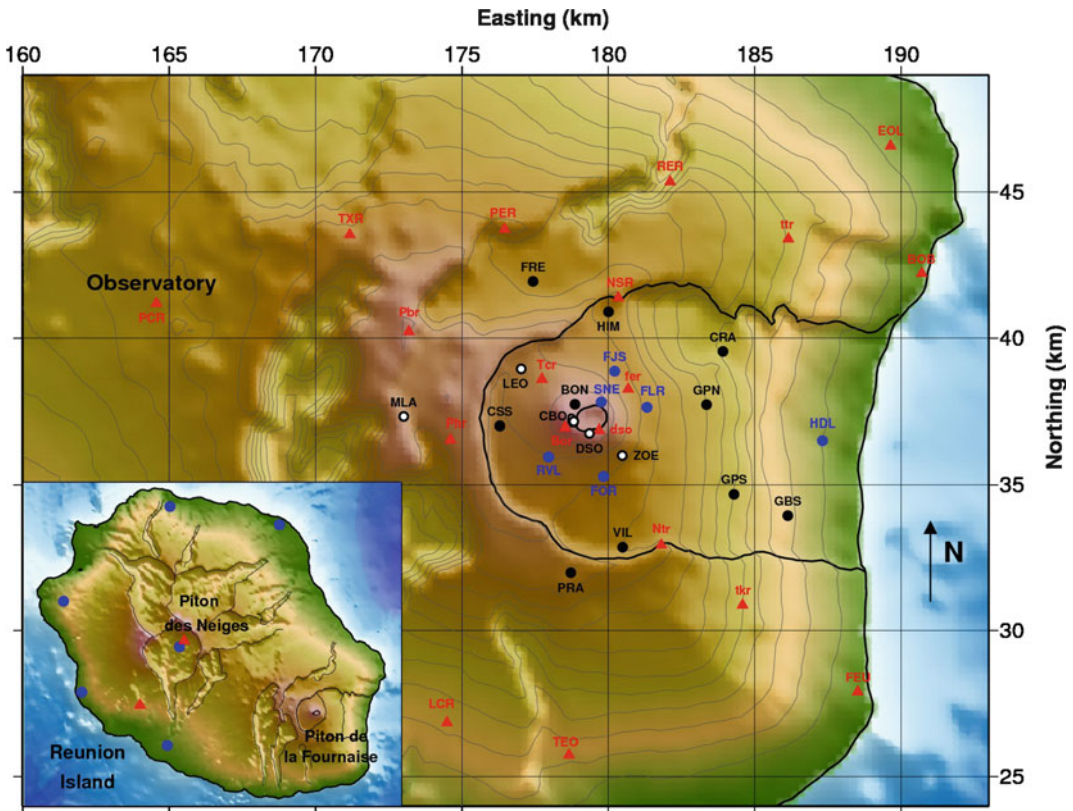 Easting (km)
160 165 170 175 180 185 190
EOL
RER
45
TXR PER ttr
BOB
FRE
Observatory
NSR
PCR Pbr
HIM
40
CRA
FJS
LEO Tcr fer
BON SNE FLR GPN
MLA
CSS CBO HDL
Phr dso
DSO ZOE
RVL
FOR
GPS
35
GBS
VIL Ntr
PRA
tkr
30
FEU
LCR
TEO
25
Northing (km)
N
Piton
des Neiges
Piton de
la Fournaise
Reunion
Island